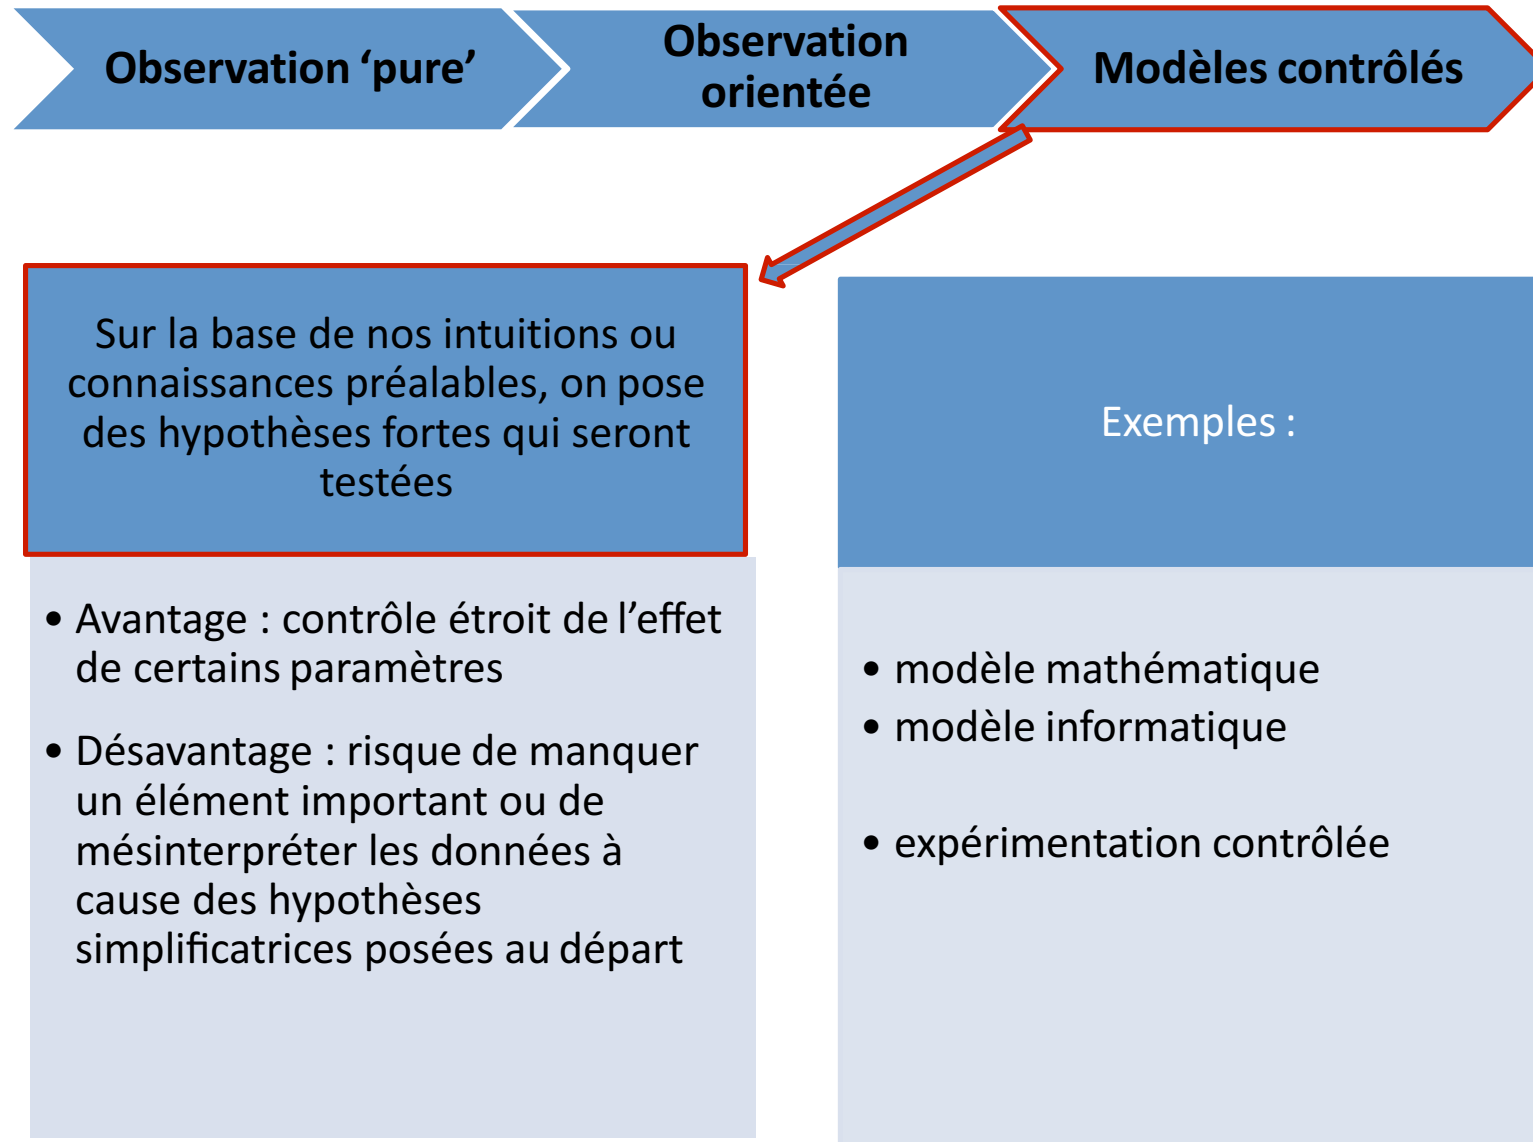 Observation ‘pure’
Observation
orientée
Modèles contrôlés
Sur la base de nos intuitions ou
connaissances préalables, on pose
des hypothèses fortes qui seront
testées
• Avantage : contrôle étroit de l’effet
de certains paramètres
• Désavantage : risque de manquer
un élément important ou de
mésinterpréter les données à
cause des hypothèses
simplificatrices posées au départ
Exemples :
• modèle mathématique
• modèle informatique
• expérimentation contrôlée